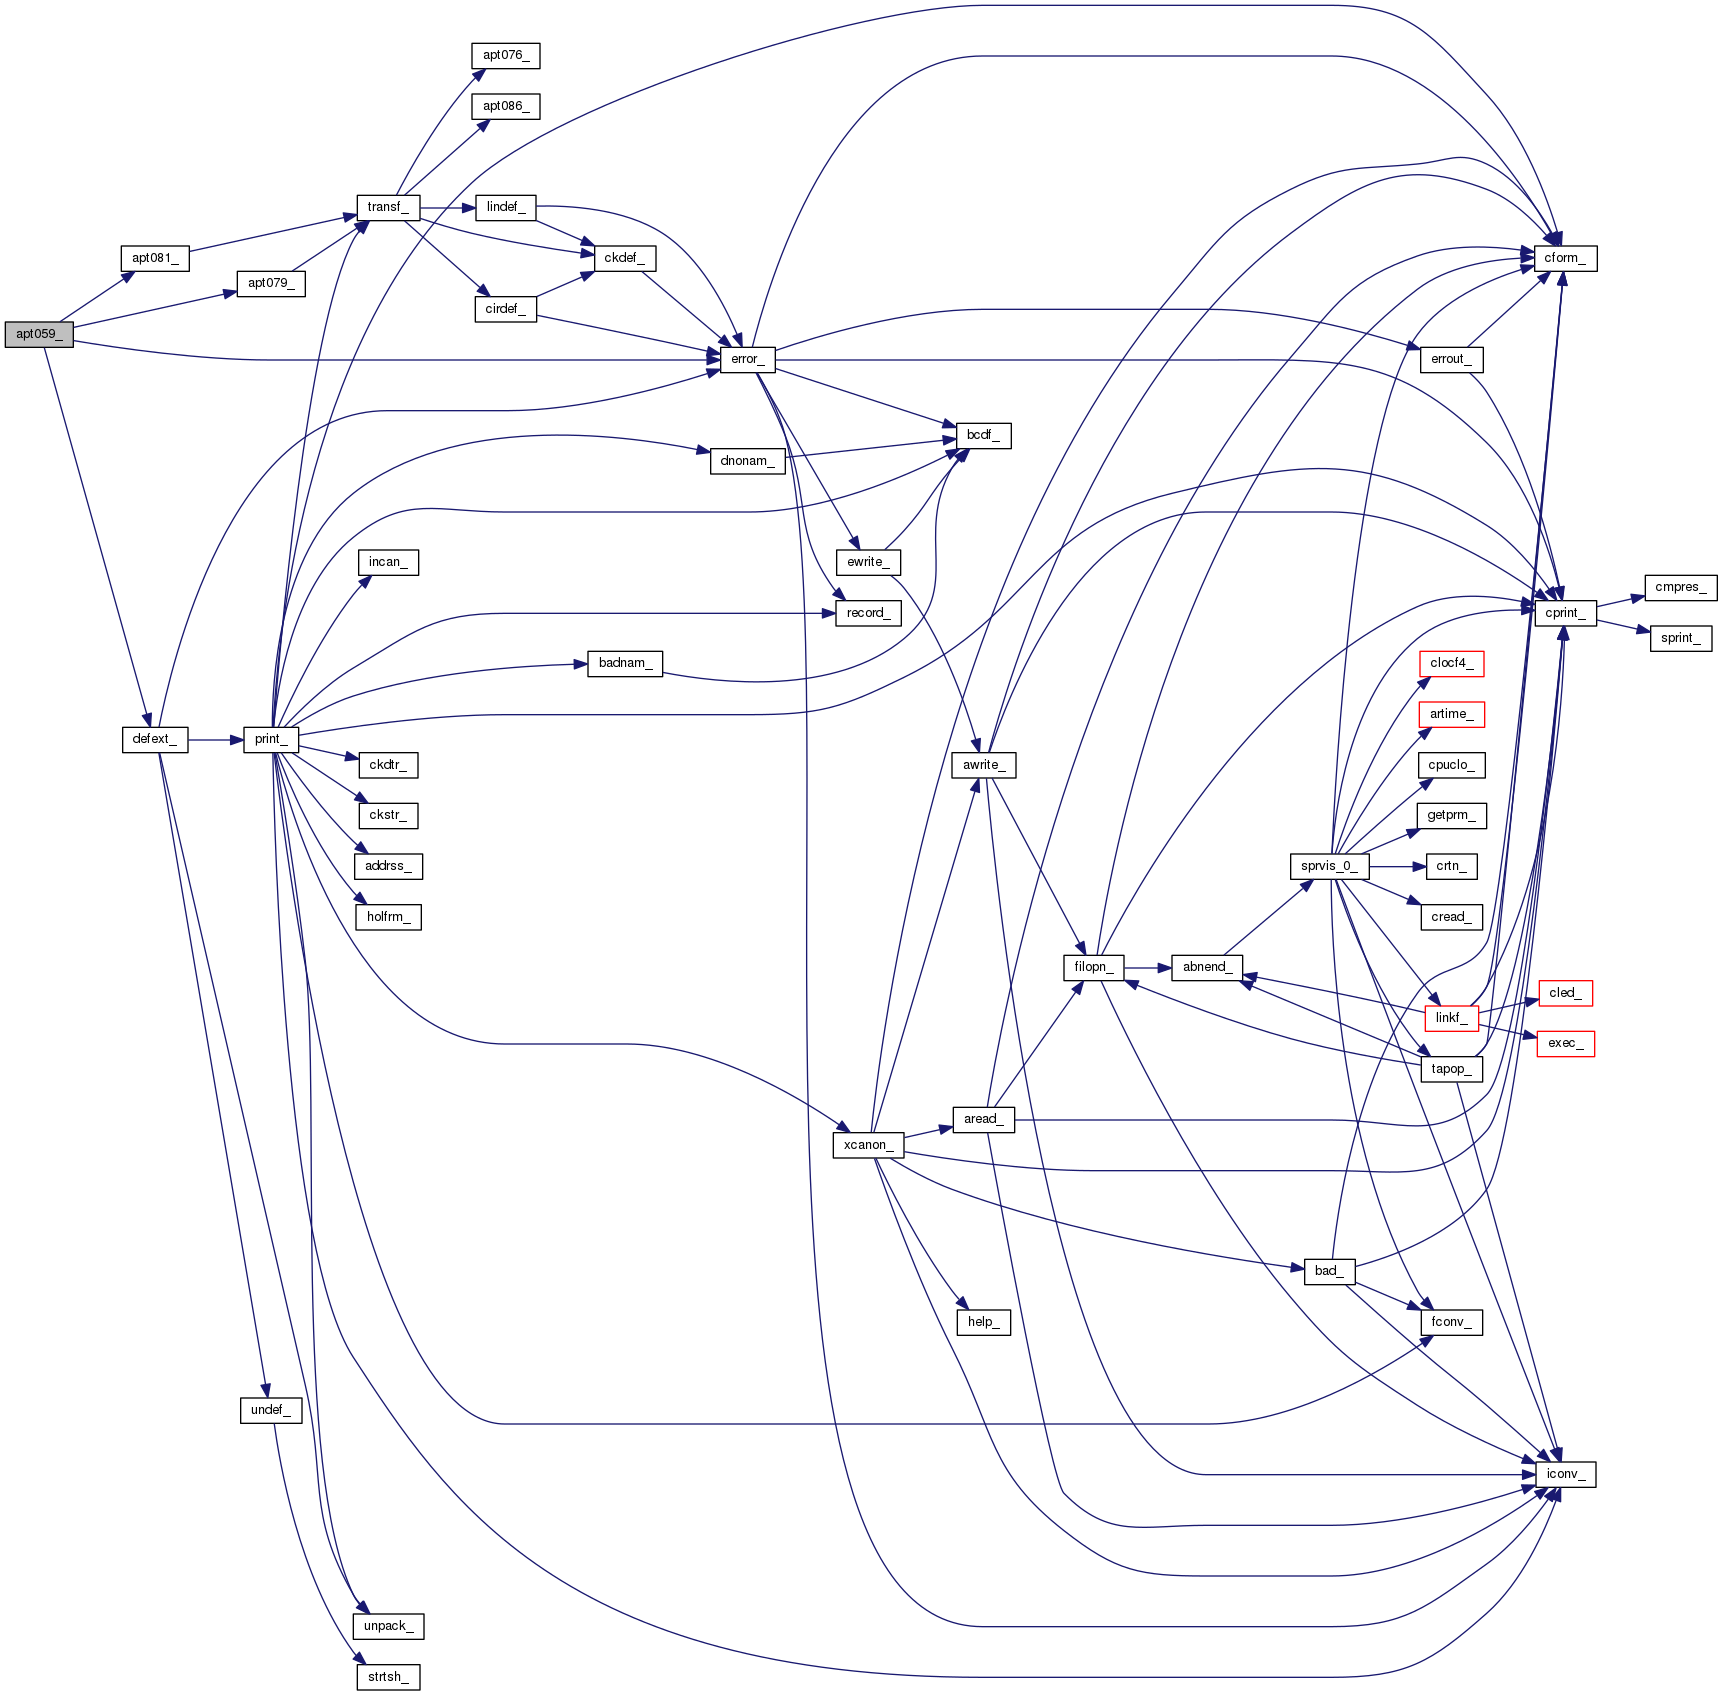 apt076_
apt086_
transf_
lindef_
ckdef_
cform_
apt081_
apt079_
cirdef_
apt059_
error_
errout_
bcdf_
dnonam_
incan_
ewrite_
cmpres_
record_
cprint_
sprint_
badnam_
clocf4_
artime_
defext_
print_
ckdtr_
awrite_
cpuclo_
ckstr_
getprm_
addrss_
sprvis_0_
crtn_
holfrm_
cread_
filopn_
abnend_
cled_
linkf_
exec_
tapop_
aread_
xcanon_
bad_
help_
fconv_
undef_
iconv_
unpack_
strtsh_